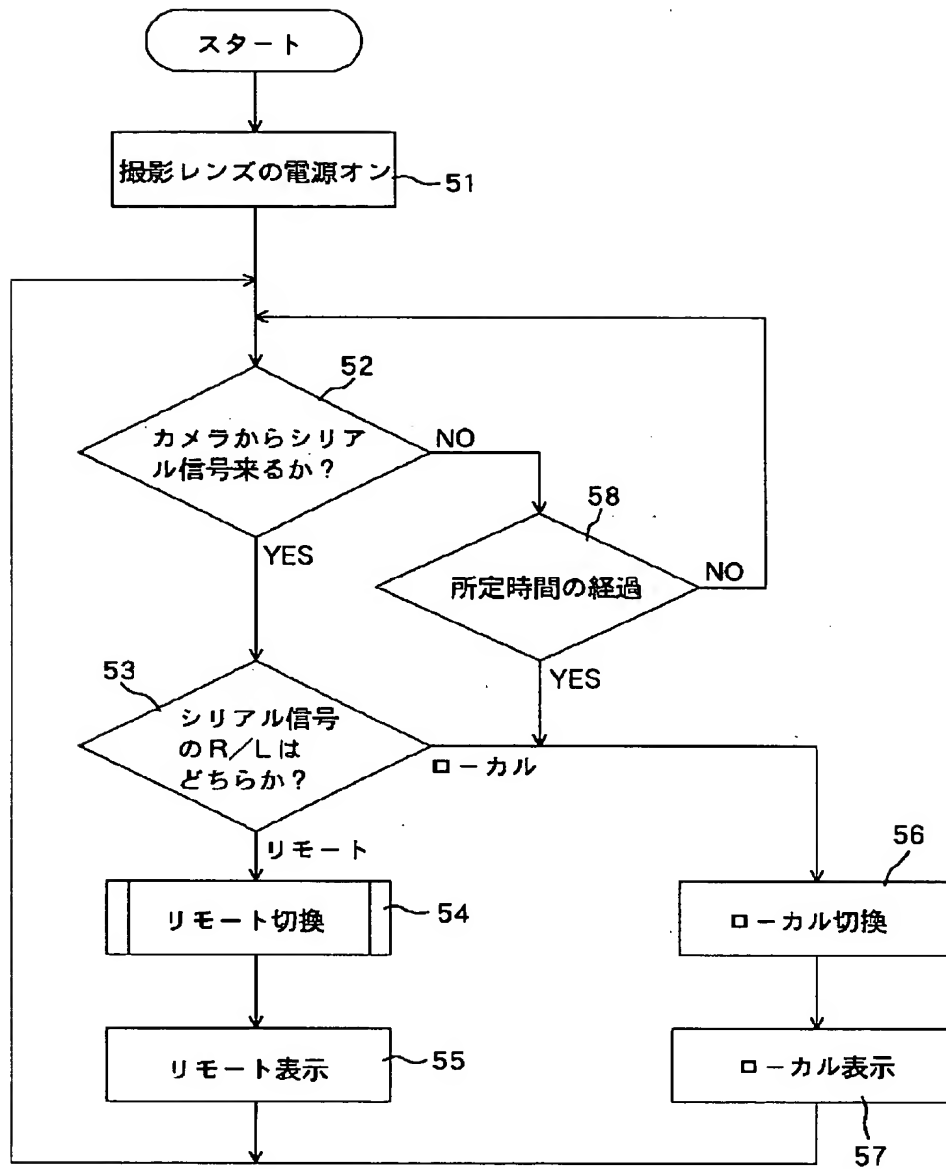 スタート
撮影レンズの電源オン
51
52
カメラからシリア
ル信号来るか？
NO
58
YES
所定時間の経過
NO
53
YES
シリアル信号
のR／Lは
どちらか？
ローカル
リモート
56
リモート切換
54
ローカル切換
リモート表示
55
ローカル表示
57